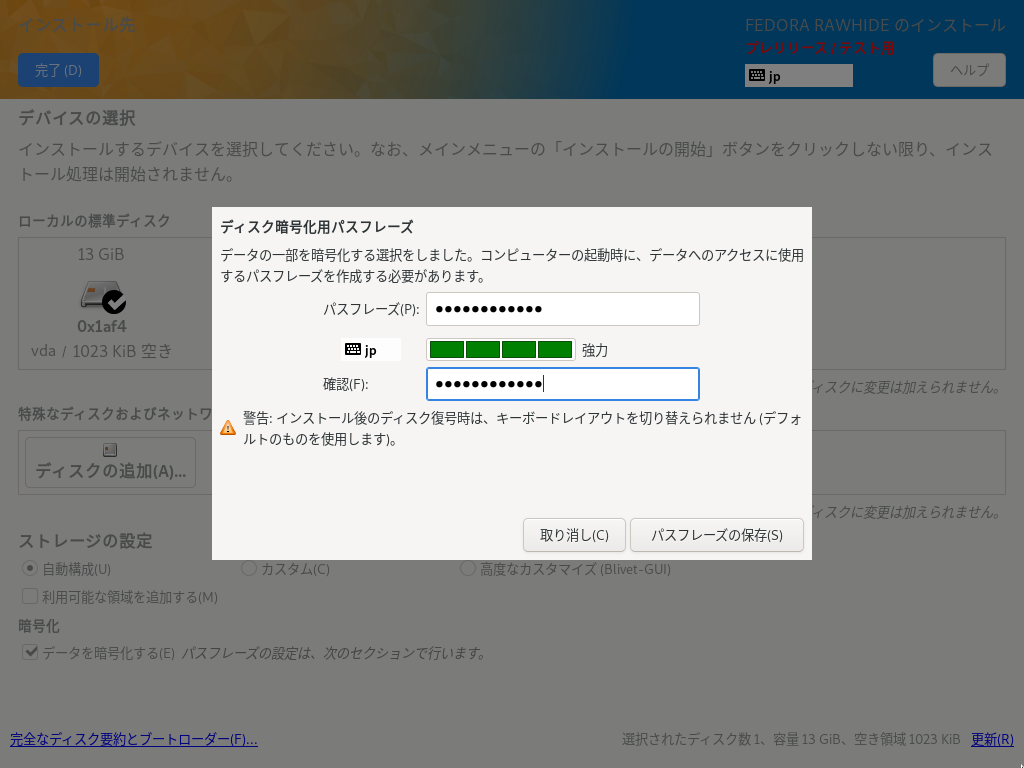 インストール先
FEDORA RAWHIDE のインストール
プレリリース / テスト用
完了 (D)
jp
ヘルプ
デバイスの選択
インストールするデバイスを選択してください。なお、メインメニューの「インストールの開始」ボタンをクリックしない限り、インス
トール処理は開始されません。
ローカルの標準ディスク
13 GiB
0x1af4
vda / 1023 KiB 空き
ィスクに変更は加えられません。
特殊なディスクおよびネットワ
ディスクの追加(A)...
ィスクに変更は加えられません。
ディスク暗号化用パスフレーズ
データの一部を暗号化する選択をしました。コンピューターの起動時に、データへのアクセスに使用
するパスフレーズを作成する必要があります。
パスフレーズ(P): ●●●●●●●●●●●●
jp
強力
確認(F): ●●●●●●●●●●●●
警告: インストール後のディスク復号時は、キーボードレイアウトを切り替えられません (デフォ
ルトのものを使用します)。
取り消し(C)
パスフレーズの保存(S)
ストレージの設定
自動構成(U)
カスタム(C)
高度なカスタマイズ (Blivet-GUI)
利用可能な領域を追加する(M)
暗号化
データを暗号化する(E) パスフレーズの設定は、次のセクションで行います。
完全なディスク要約とブートローダー(F)...
選択されたディスク数 1、容量 13 GiB、空き領域 1023 KiB
更新(R)